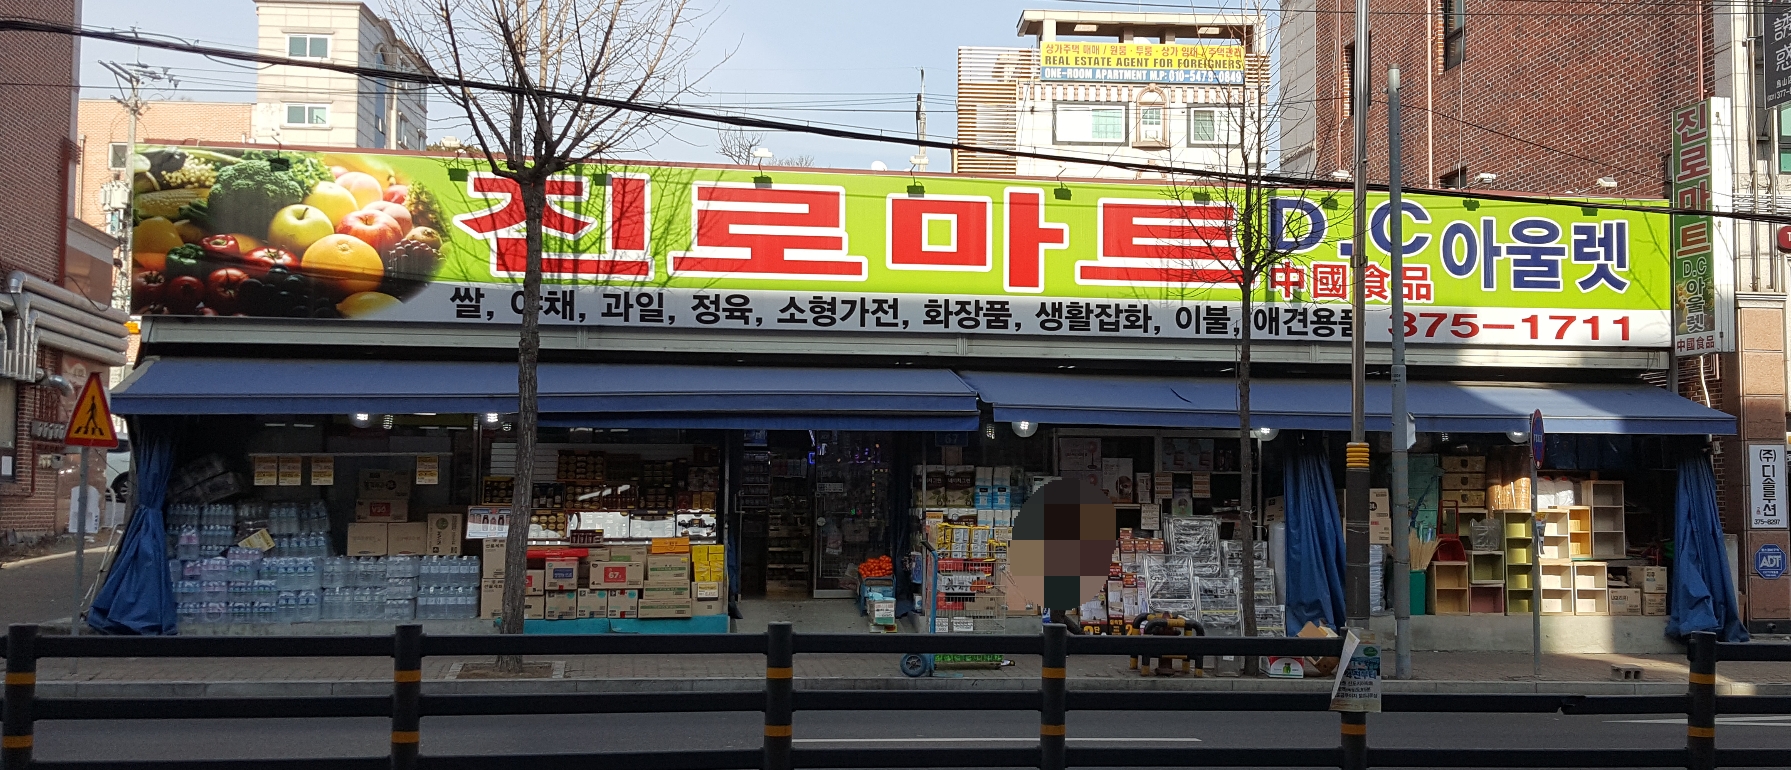 상가주택 매매 / 원룸 · 투룸 · 상가 임대 / 주택관리
REAL ESTATE AGENT FOR FOREIGNERS
ONE-ROOM APARTMENT M.P: 010-5473-0849
진로마트 D.C 아울렛
中國食品
쌀, 야채, 과일, 정육, 소형가전, 화장품, 생활잡화, 이불, 애견용품 375-1711
진로마트
D.C
아울렛
中國食品
(주)디솔루션
375-8297
ADT
67